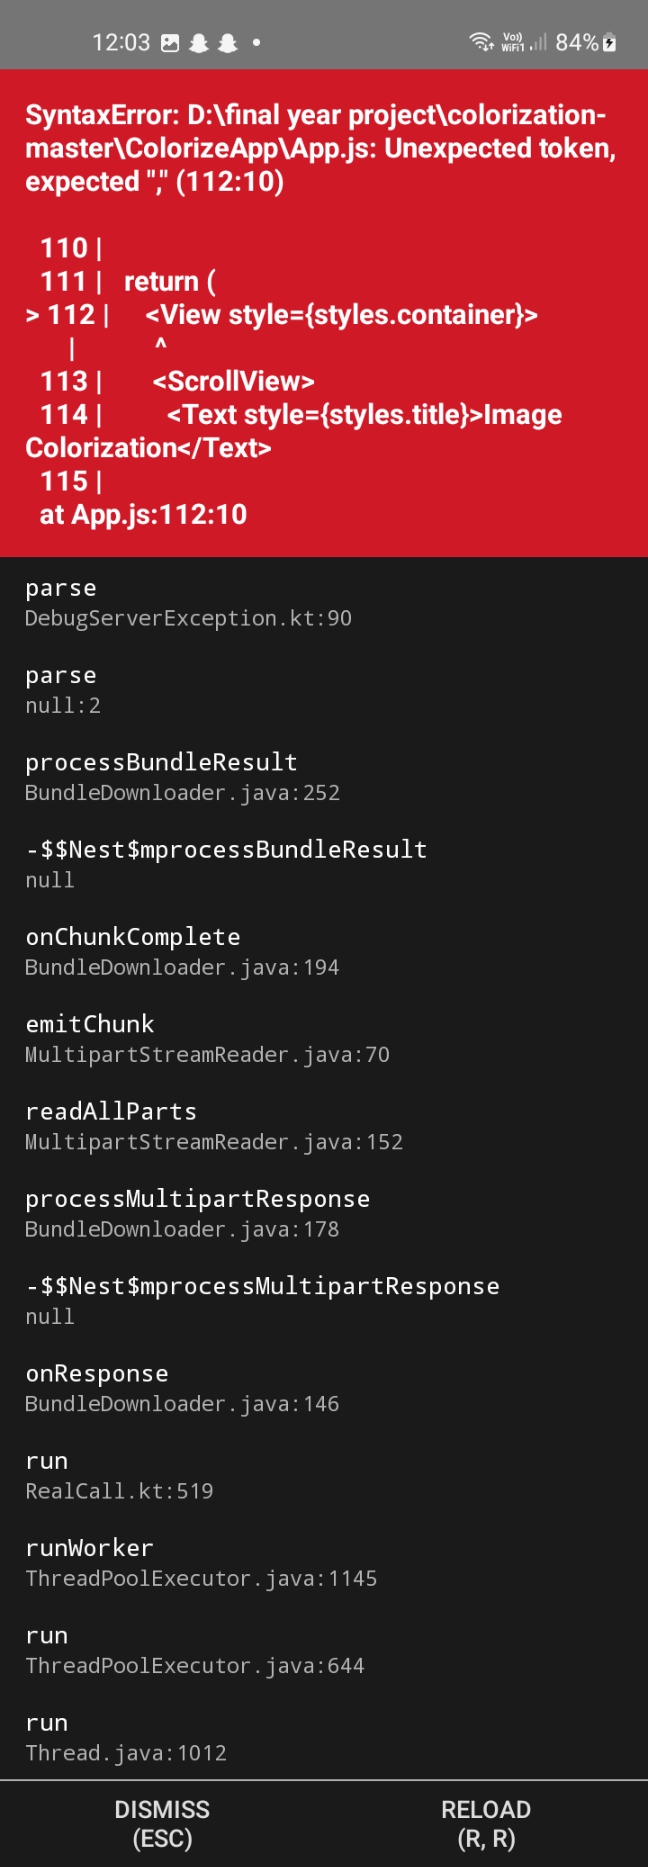 12:03
Vo)) WiFi1 84%
SyntaxError: D:\final year project\colorization-
master\ColorizeApp\App.js: Unexpected token,
expected "," (112:10)
110 |
111 | return (
> 112 | <View style={styles.container}>
| ^
113 | <ScrollView>
114 | <Text style={styles.title}>Image
Colorization</Text>
115 |
at App.js:112:10
parse
DebugServerException.kt:90
parse
null:2
processBundleResult
BundleDownloader.java:252
-$$Nest$mprocessBundleResult
null
onChunkComplete
BundleDownloader.java:194
emitChunk
MultipartStreamReader.java:70
readAllParts
MultipartStreamReader.java:152
processMultipartResponse
BundleDownloader.java:178
-$$Nest$mprocessMultipartResponse
null
onResponse
BundleDownloader.java:146
run
RealCall.kt:519
runWorker
ThreadPoolExecutor.java:1145
run
ThreadPoolExecutor.java:644
run
Thread.java:1012
DISMISS
(ESC)
RELOAD
(R, R)